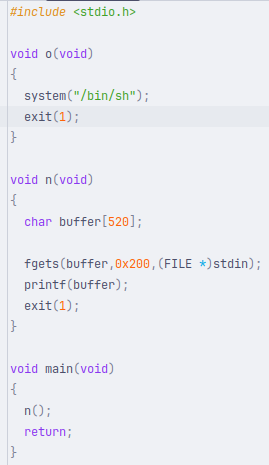 #include <stdio.h>
void o(void)
{
  system("/bin/sh");
  exit(1);
}
void n(void)
{
  char buffer[520];
  fgets(buffer,0x200,(FILE *)stdin);
  printf(buffer);
  exit(1);
}
void main(void)
{
  n();
  return;
}